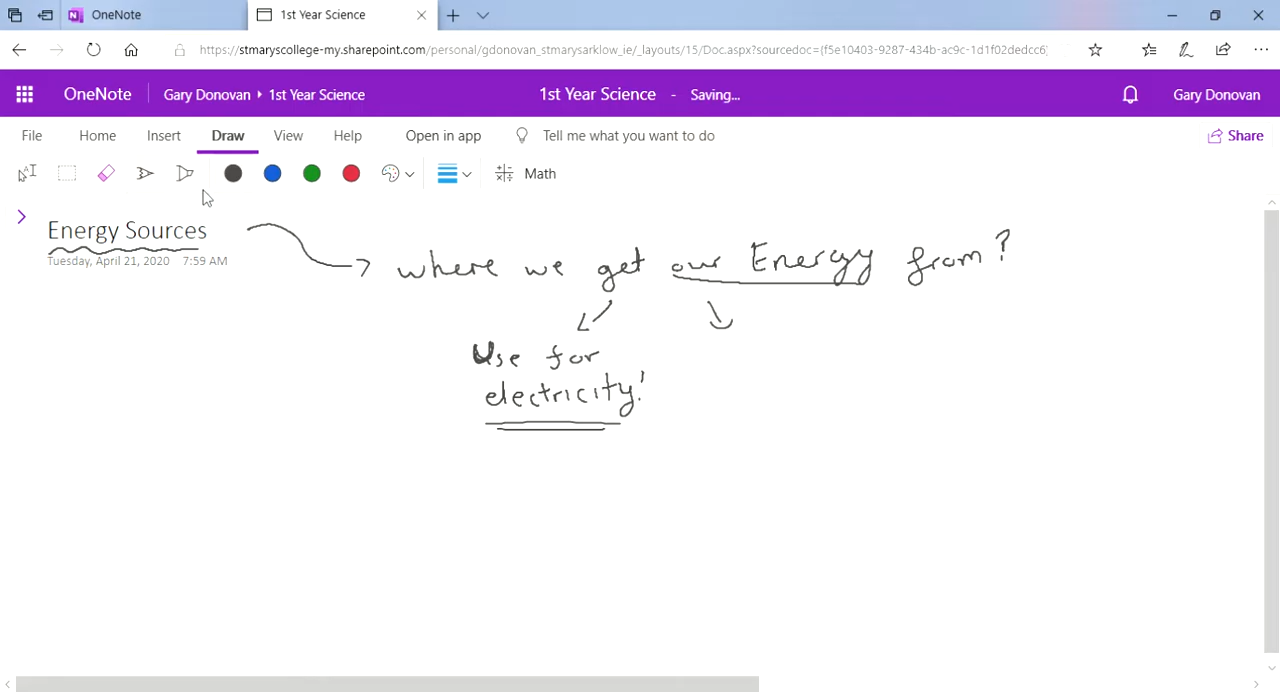 OneNote
1st Year Science
https://stmaryscollege-my.sharepoint.com/personal/gdonovan_stmarysarklow_ie/_layouts/15/Doc.aspx?sourcedoc={f5e10403-9287-434b-ac9c-1d1f02dedcc6}
OneNote Gary Donovan 1st Year Science 1st Year Science - Saving... Gary Donovan
File Home Insert Draw View Help Open in app Tell me what you want to do Share
Math
Energy Sources
Tuesday, April 21, 2020 7:59 AM
where we get our Energy from?
Use for
electricity!